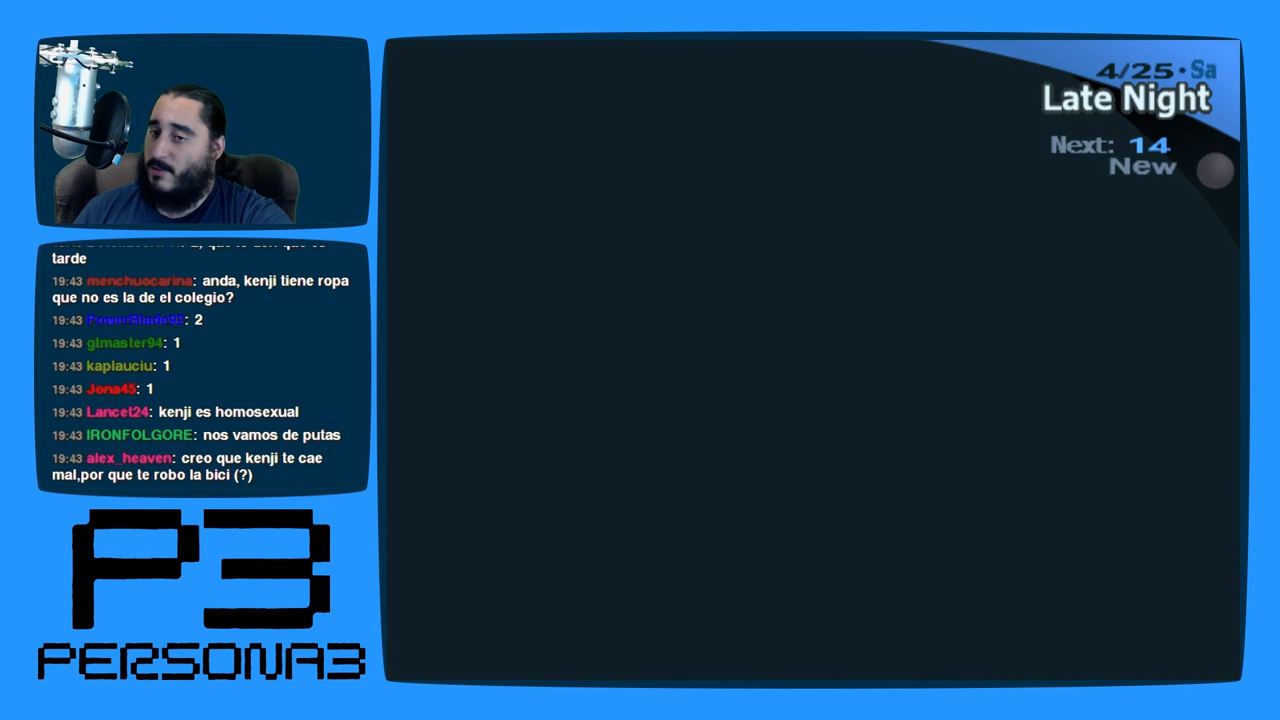 4/25・Sa
Late Night
Next: 14
New
tarde
19:43 menchuocarina: anda, kenji tiene ropa
que no es la de el colegio?
19:43 PowerBlade92: 2
19:43 gtmaster94: 1
19:43 kaplauciu: 1
19:43 Jona45: 1
19:43 Lancet24: kenji es homosexual
19:43 IRONFOLGORE: nos vamos de putas
19:43 alex_heaven: creo que kenji te cae
mal,por que te robo la bici (?)
P3
PERSONA3